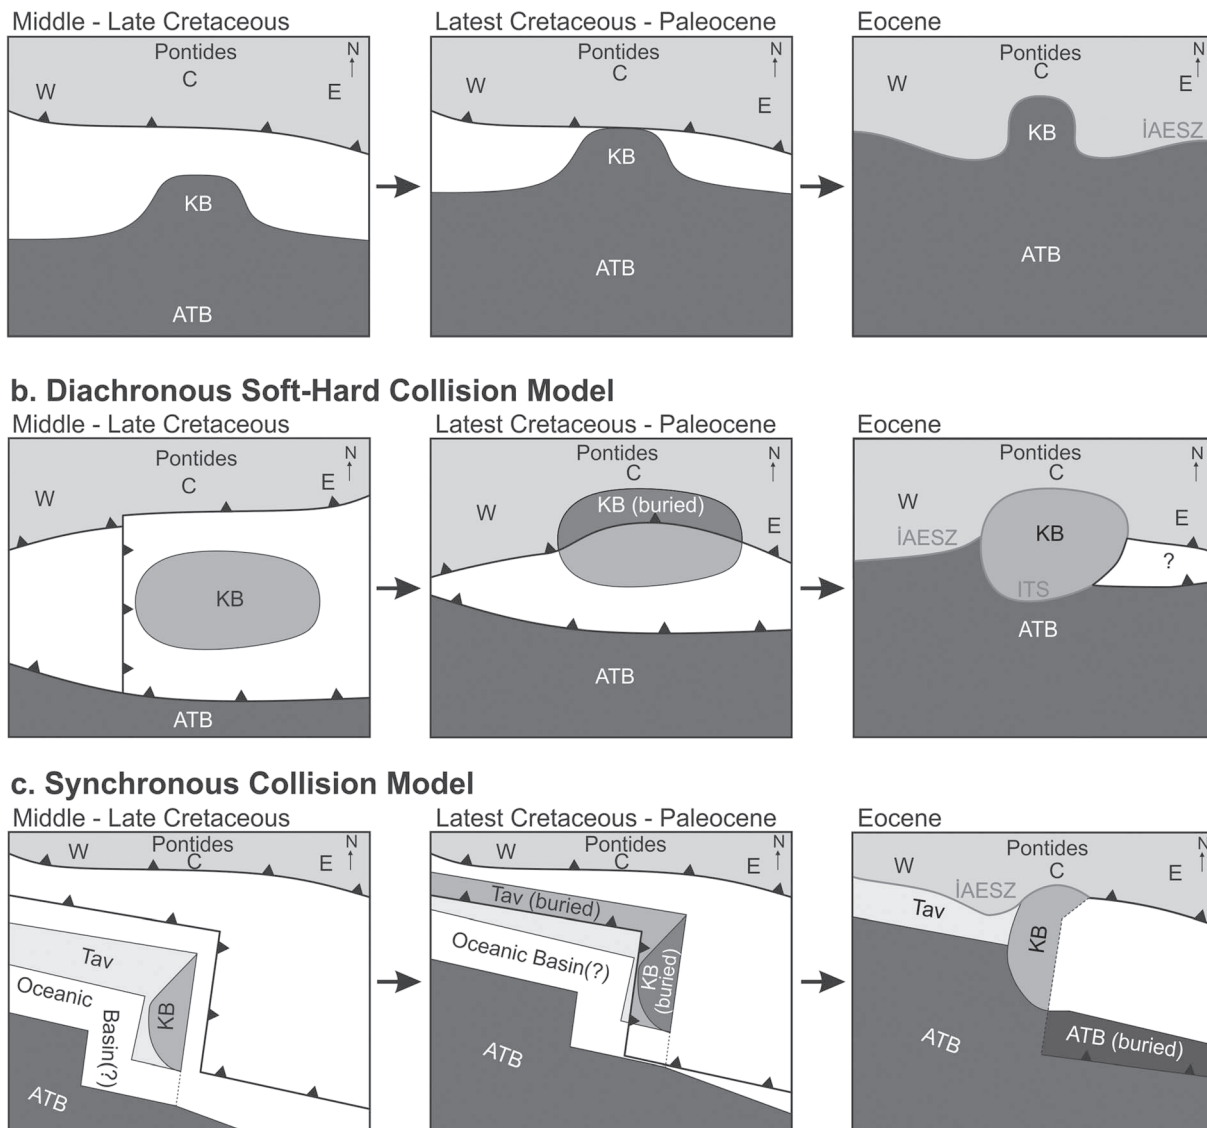 Middle - Late Cretaceous
Latest Cretaceous - Paleocene
Eocene
Pontides
N
W
C
E
KB
ATB
Pontides
N
W
C
E
KB
ATB
Pontides
N
W
C
E
KB
İAESZ
ATB
b. Diachronous Soft-Hard Collision Model
Middle - Late Cretaceous
Latest Cretaceous - Paleocene
Eocene
Pontides
N
W
C
E
KB
ATB
Pontides
N
C
W
KB (buried)
E
ATB
Pontides
N
C
W
E
İAESZ
KB
?
ITS
ATB
c. Synchronous Collision Model
Middle - Late Cretaceous
Latest Cretaceous - Paleocene
Eocene
Pontides
N
W
C
E
Tav
Oceanic
Basin(?)
KB
ATB
Pontides
N
W
C
E
Tav (buried)
Oceanic Basin(?)
KB
(buried)
ATB
Pontides
N
W
C
E
İAESZ
Tav
KB
ATB
ATB (buried)